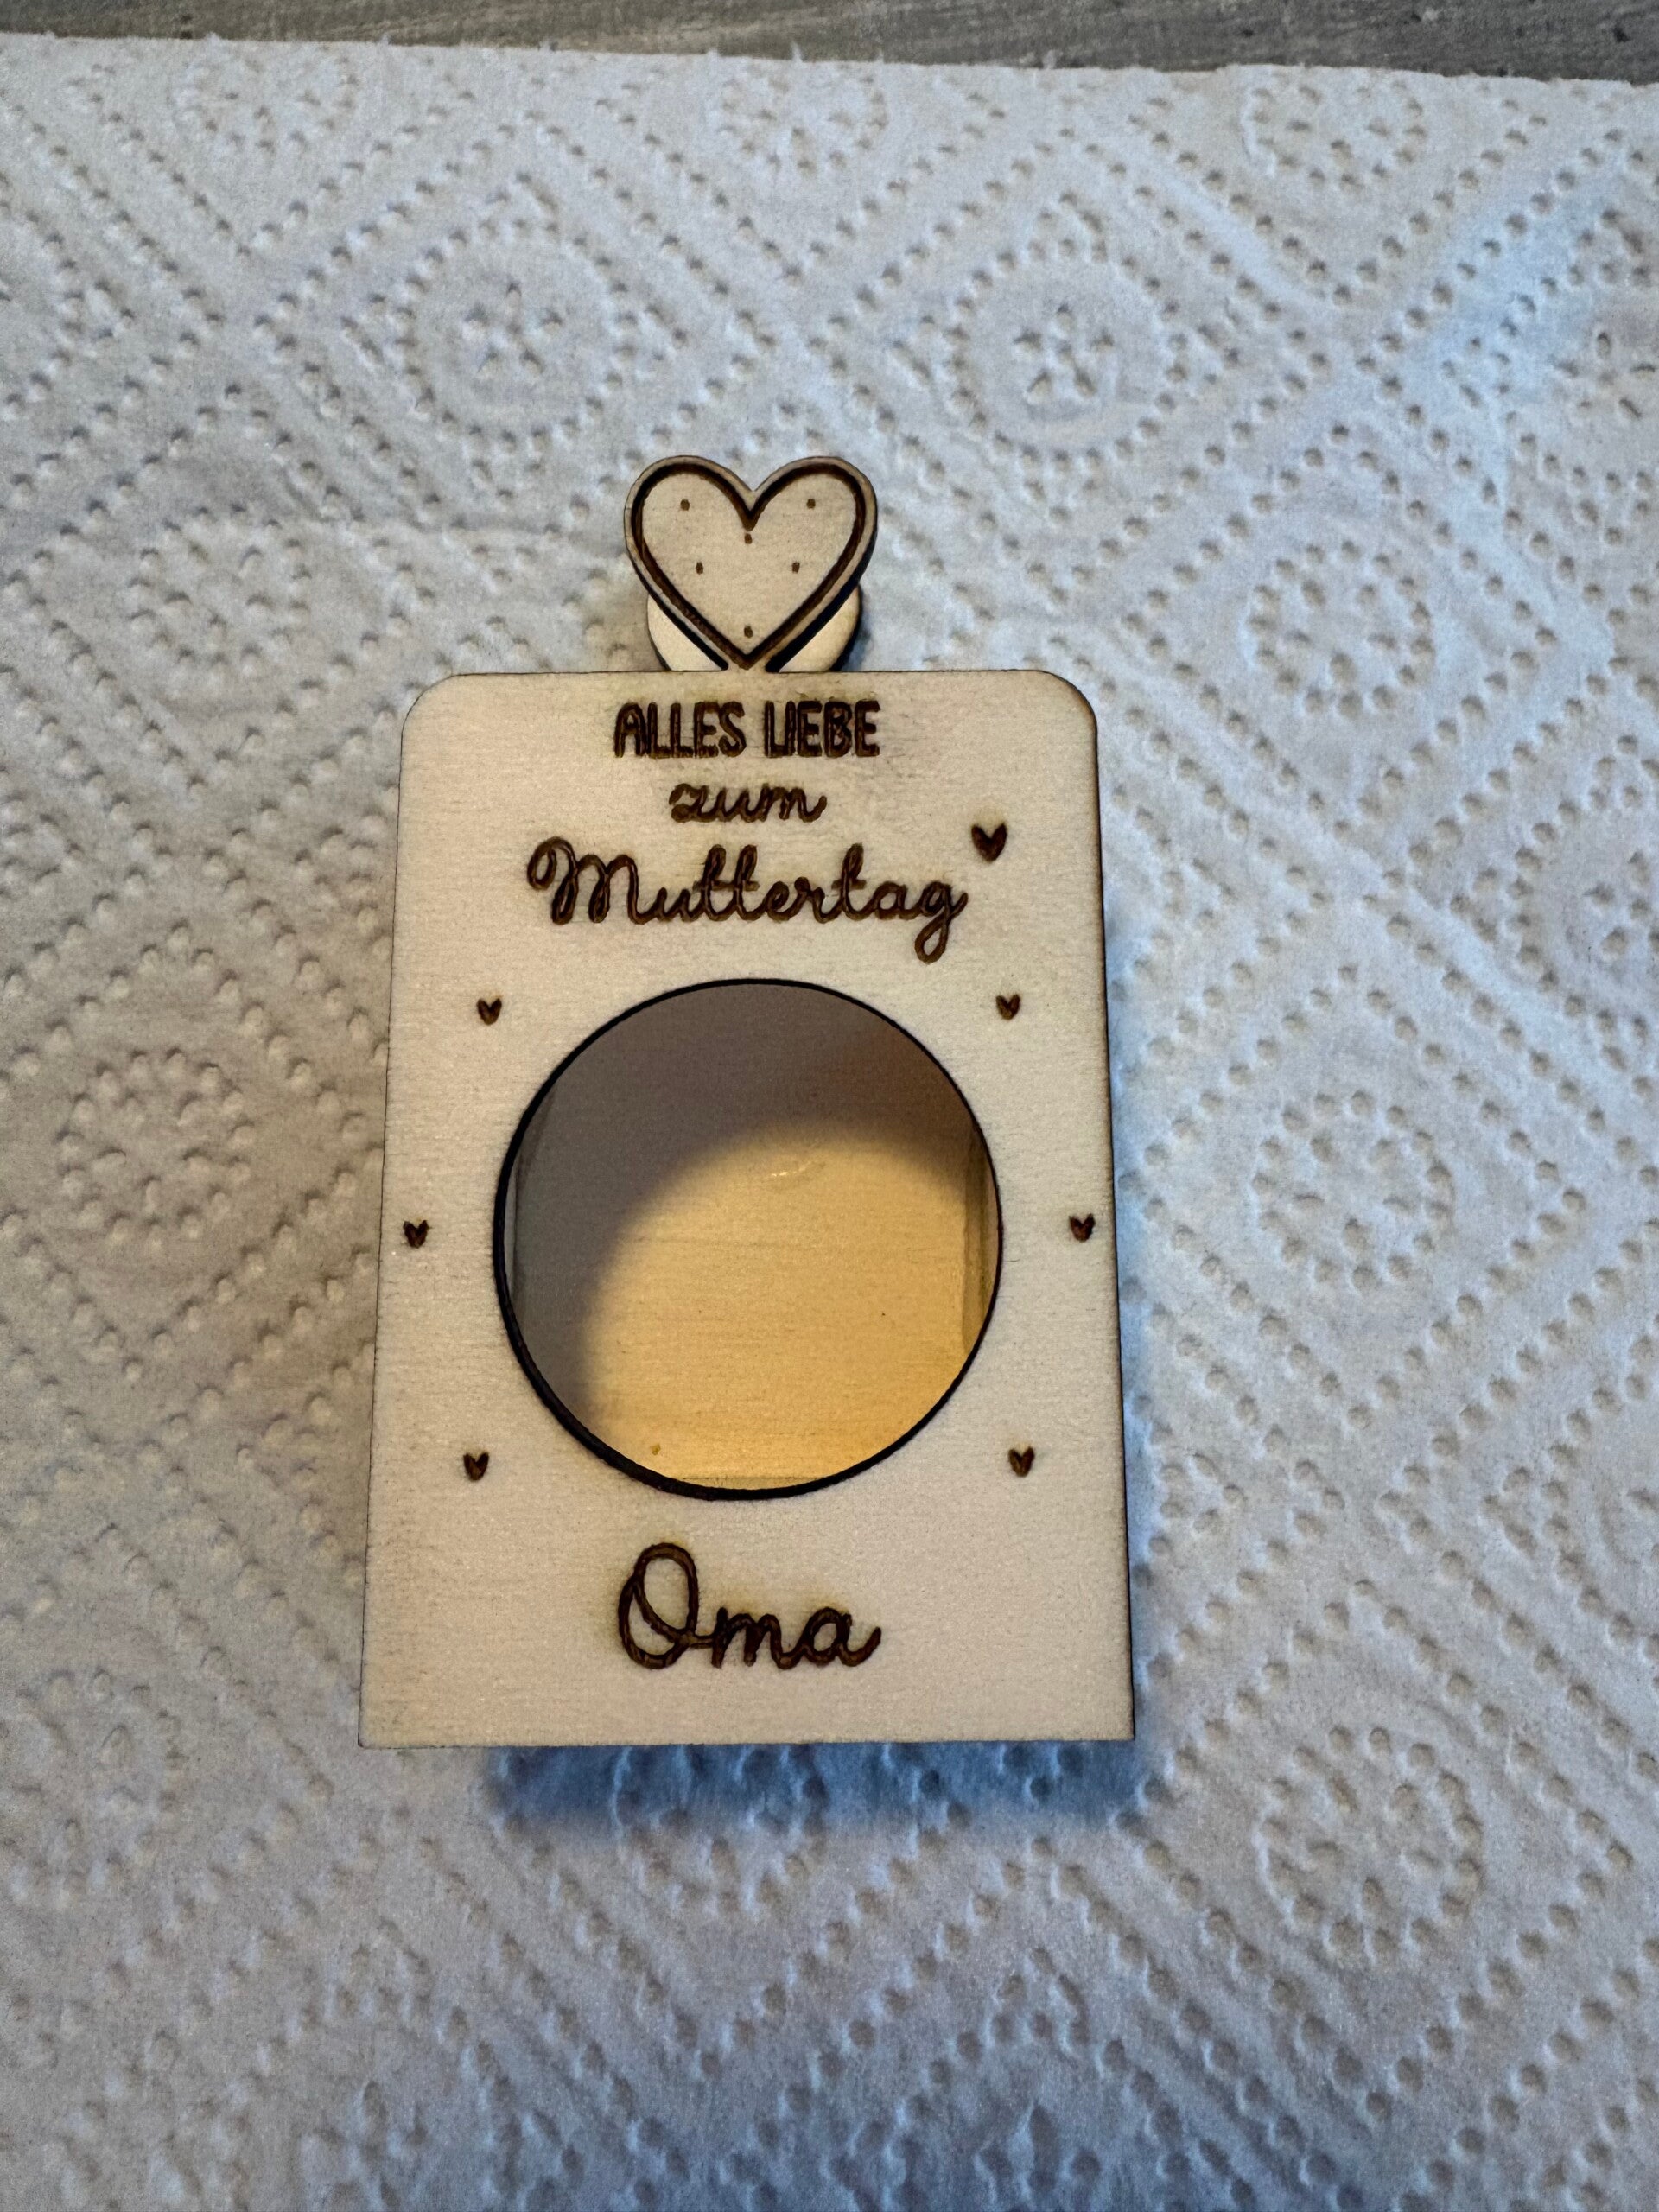 ALLES LIEBE
zum
Muttertag
Oma